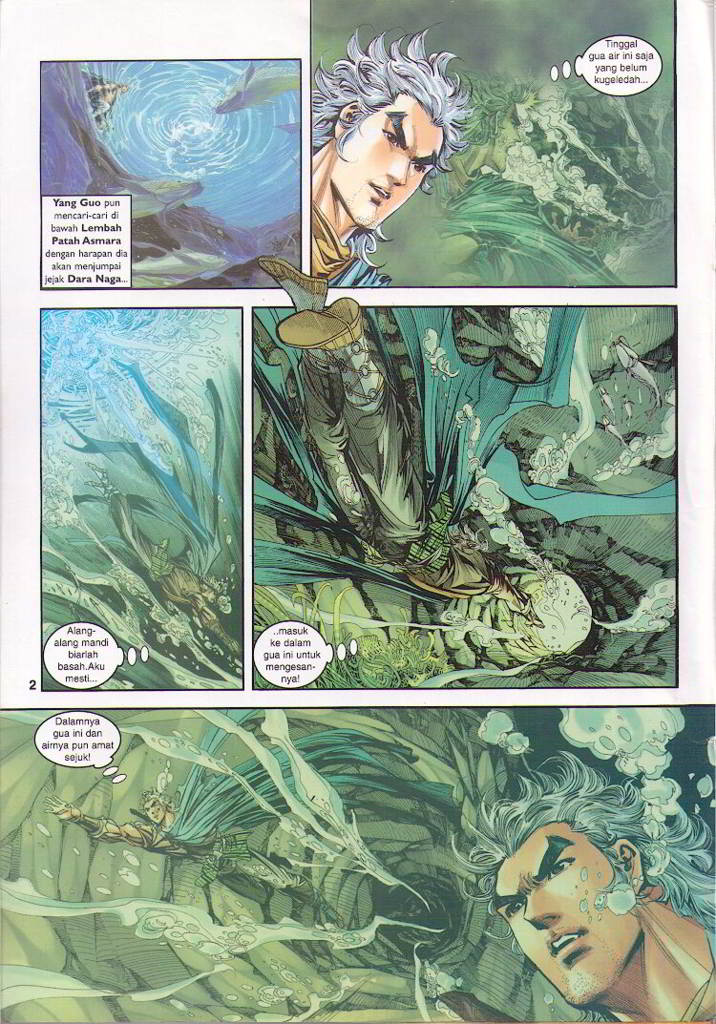 Yang Guo pun
mencari-cari di
bawah Lembah
Patah Asmara
dengan harapan dia
akan menjumpai
jejak Dara Naga...
Tinggal
gua air ini saja
yang belum
kugeledah...
Alang-
alang mandi
biarlah
basah.Aku
mesti...
..masuk
ke dalam
gua ini untuk
mengesan-
nya!
2
Dalamnya
gua ini dan
airnya pun amat
sejuk!